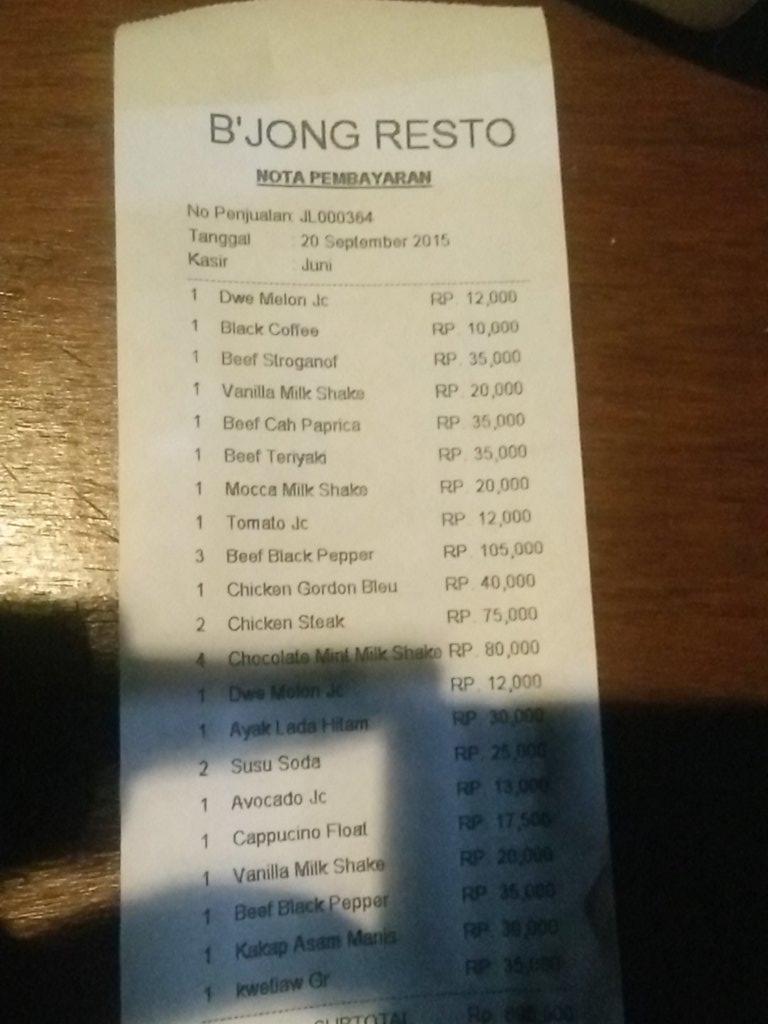 B'JONG RESTO
NOTA PEMBAYARAN
No Penjualan: JL000364
Tanggal : 20 September 2015
Kasir : Juni
1 Dwe Melon Jc RP. 12,000
1 Black Coffee RP. 10,000
1 Beef Stroganof RP. 35,000
1 Vanilla Milk Shake RP. 20,000
1 Beef Cah Paprica RP. 35,000
1 Beef Teriyaki RP. 35,000
1 Mocca Milk Shake RP. 20,000
1 Tomato Jc RP. 12,000
3 Beef Black Pepper RP. 105,000
1 Chicken Gordon Bleu RP. 40,000
2 Chicken Steak RP. 75,000
4 Chocolate Mint Milk Shake RP. 80,000
1 Dwe Melon Jc RP. 12,000
1 Ayak Lada Hitam RP. 30,000
2 Susu Soda RP. 25,000
1 Avocado Jc RP. 13,000
1 Cappucino Float RP. 17,500
1 Vanilla Milk Shake RP. 20,000
1 Beef Black Pepper RP. 35,000
1 Kakap Asam Manis RP. 30,000
1 kwetiaw Gr RP. 35,000
SUBTOTAL Rp.